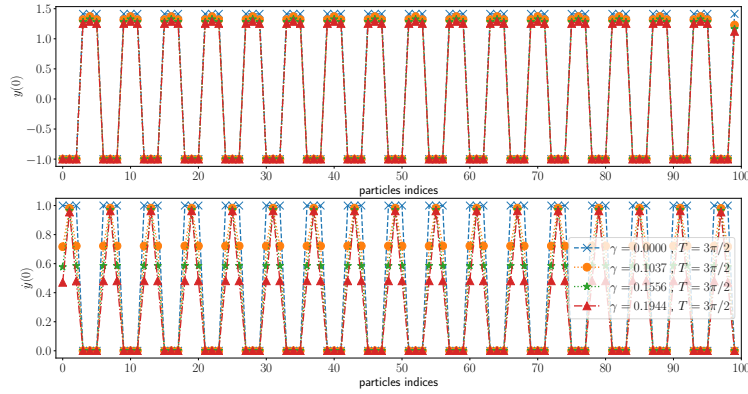 1.5
1.0
0.5
0.0
−0.5
−1.0
y(0)
0 10 20 30 40 50 60 70 80 90 100
particles indices
1.0
0.8
0.6
0.4
0.2
0.0
ẏ(0)
γ = 0.0000 , T = 3π/2
γ = 0.1037 , T = 3π/2
γ = 0.1556 , T = 3π/2
γ = 0.1944 , T = 3π/2
0 10 20 30 40 50 60 70 80 90 100
particles indices